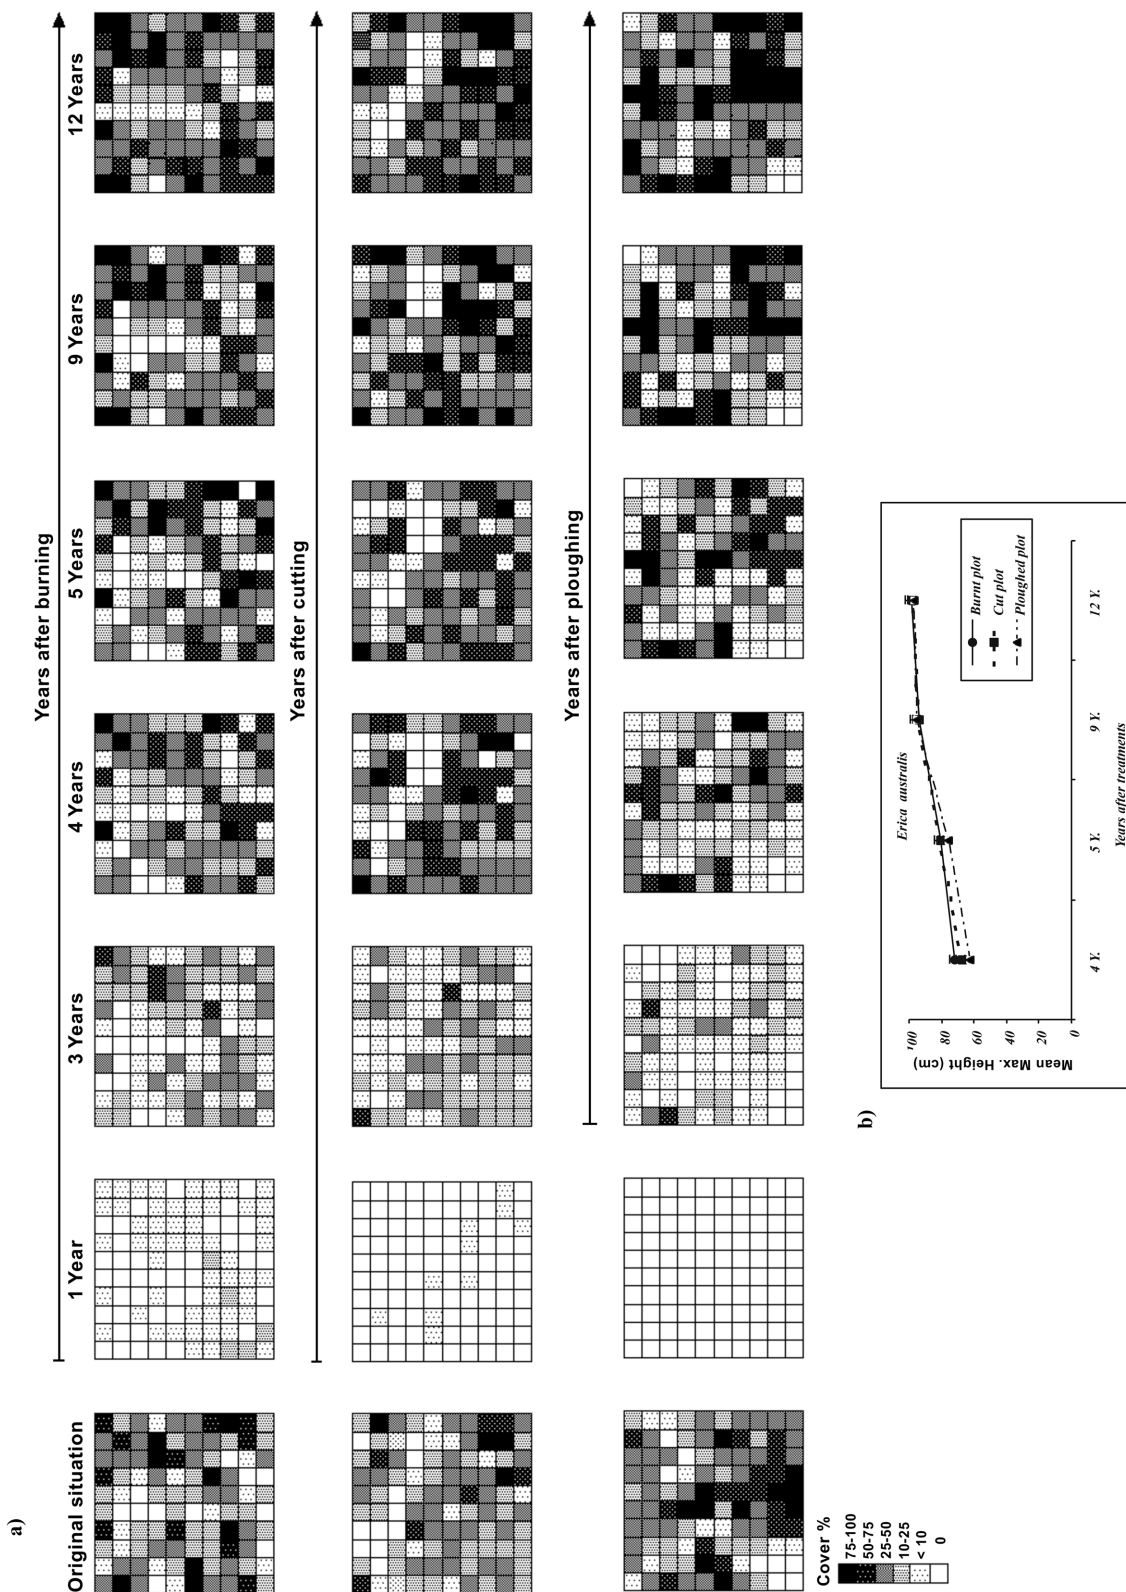 a)
Original situation
1 Year
3 Years
4 Years
5 Years
9 Years
12 Years
Years after burning
Years after cutting
Years after ploughing
Cover %
75-100
50-75
25-50
10-25
< 10
0
b)
Erica australis
Mean Max. Height (cm)
100
80
60
40
20
0
4 Y.
5 Y.
9 Y.
12 Y.
Years after treatments
Burnt plot
Cut plot
Ploughed plot